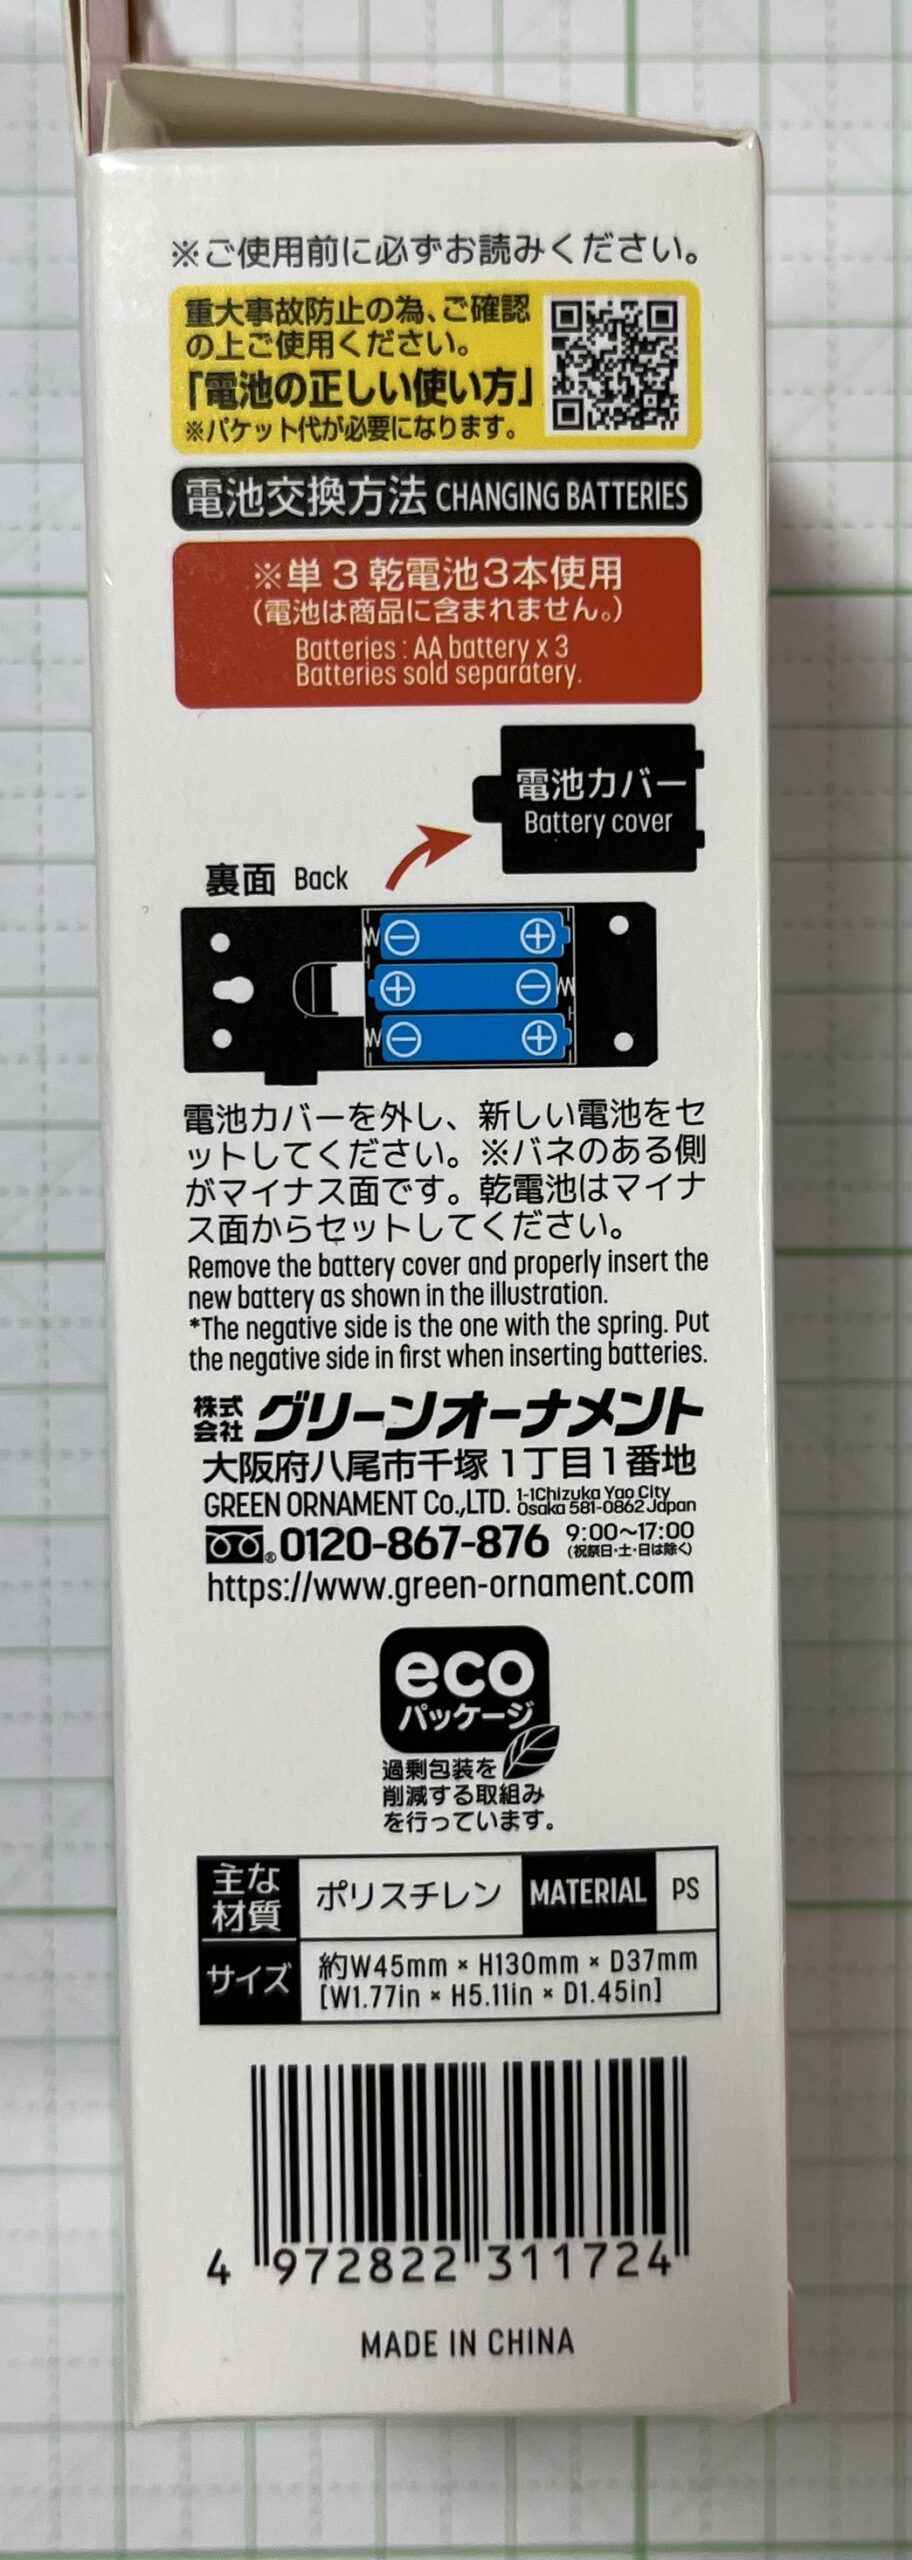 ※ご使用前に必ずお読みください。
重大事故防止の為、ご確認
の上ご使用ください。
「電池の正しい使い方」
※パケット代が必要になります。
電池交換方法 CHANGING BATTERIES
※単３乾電池3本使用
（電池は商品に含まれません。）
Batteries : AA battery x 3
Batteries sold separatery.
電池カバー
Battery cover
裏面 Back
電池カバーを外し、新しい電池をセ
ットしてください。※バネのある側
がマイナス面です。乾電池はマイナ
ス面からセットしてください。
Remove the battery cover and properly insert the
new battery as shown in the illustration.
*The negative side is the one with the spring. Put
the negative side in first when inserting batteries.
株式会社 グリーンオーナメント
大阪府八尾市千塚1丁目1番地
GREEN ORNAMENT Co.,LTD. 1-1Chizuka Yao City
Osaka 581-0862 Japan
®0120-867-876 9:00〜17:00
（祝祭日・土・日は除く）
https://www.green-ornament.com
eco
パッケージ
過剰包装を
削減する取組み
を行っています。
主な材質 ポリスチレン MATERIAL PS
サイズ 約W45mm × H130mm × D37mm
[W1.77in × H5.11in × D1.45in]
4 972822 311724
MADE IN CHINA